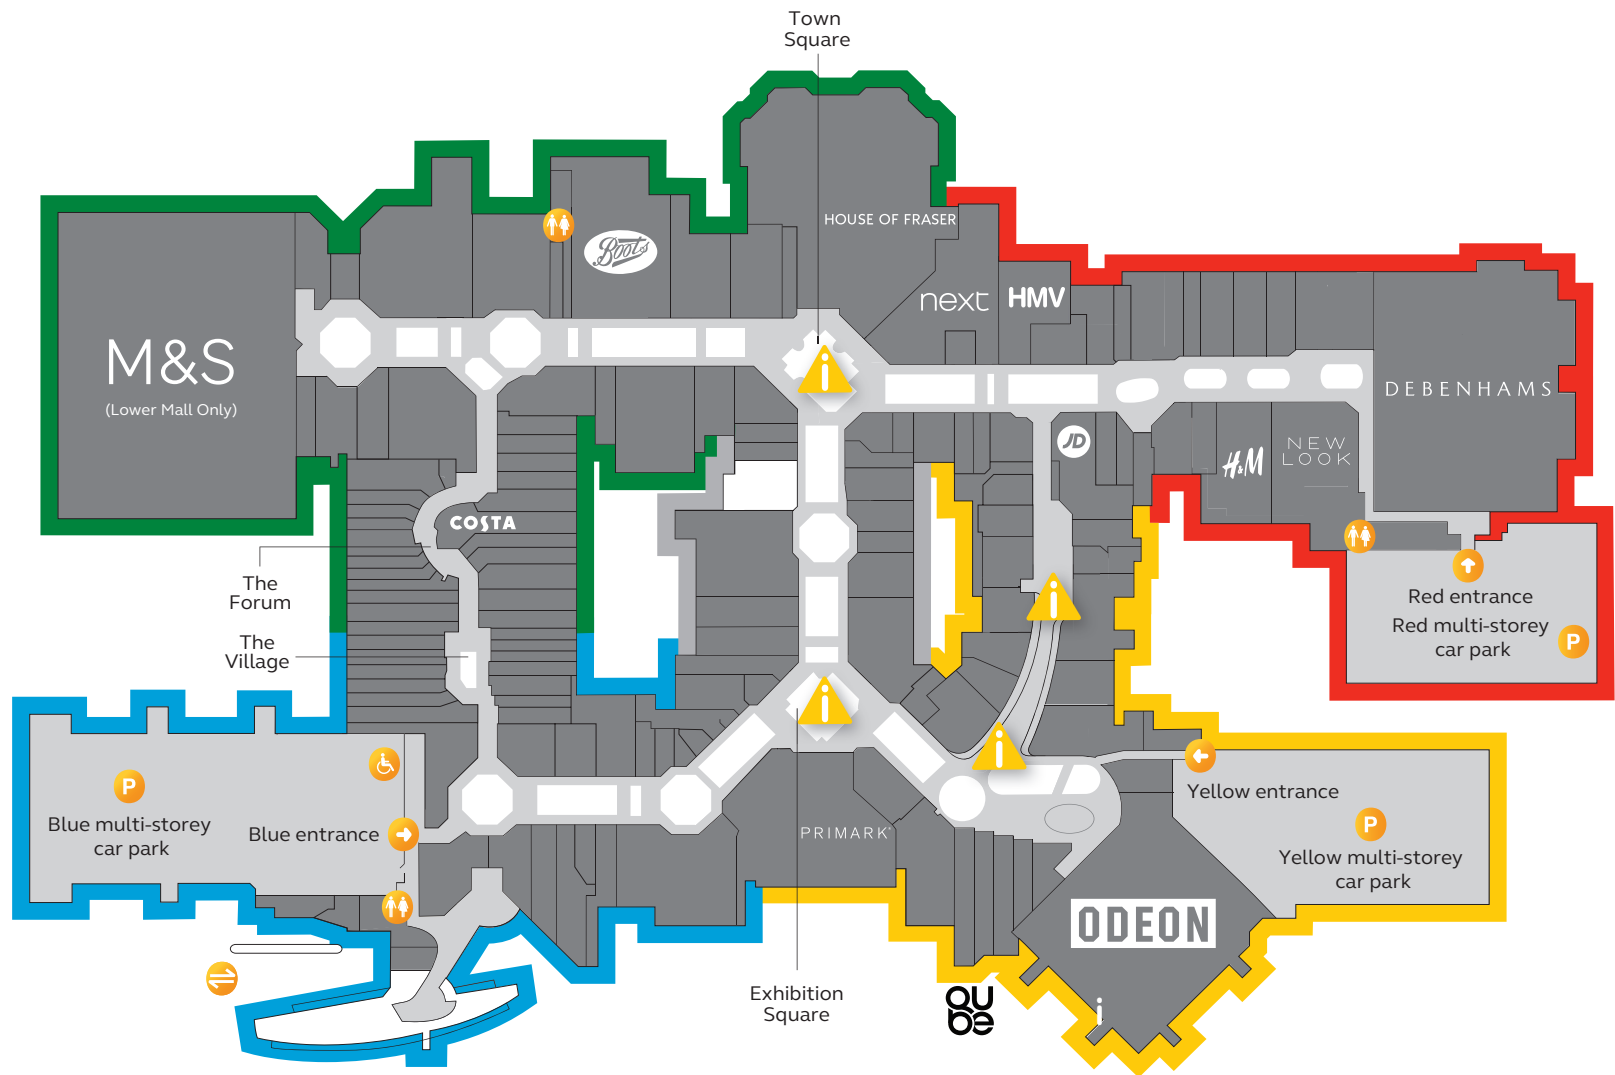 Town
Square
HOUSE OF FRASER
Boots
next
HMV
M&S
(Lower Mall Only)
DEBENHAMS
JD
H&M
NEW
LOOK
COSTA
The
Forum
The
Village
Red entrance
Red multi-storey
car park
P
P
Blue multi-storey
car park
Blue entrance
PRIMARK
Yellow entrance
P
Yellow multi-storey
car park
ODEON
Exhibition
Square
qube
i
i
i
i
i